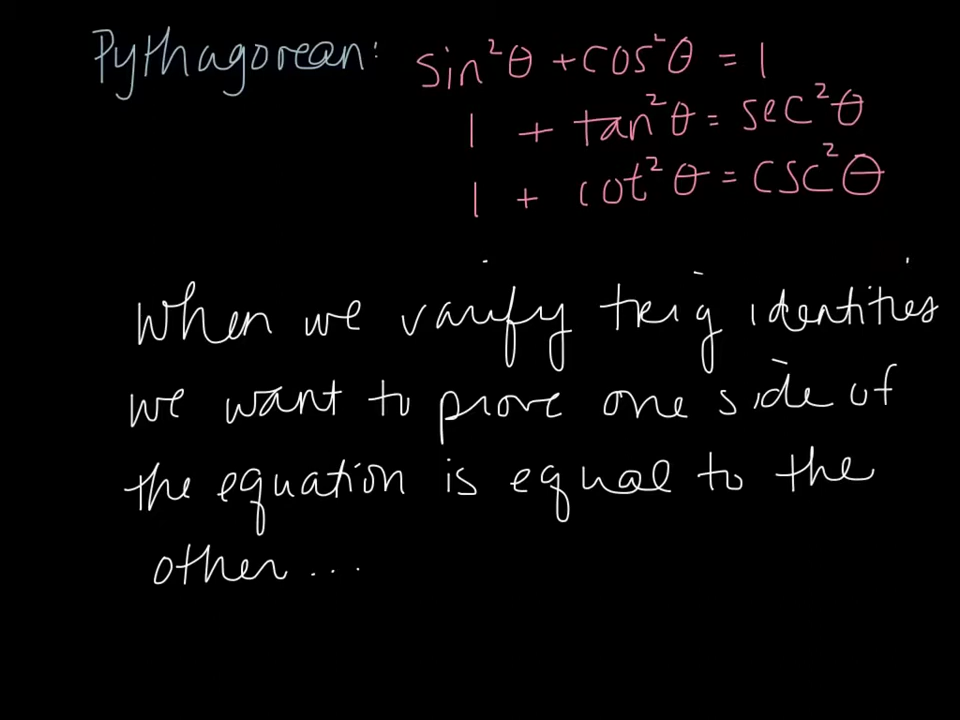 Pythagorean: sin²θ + cos²θ = 1
1 + tan²θ = sec²θ
1 + cot²θ = csc²θ
When we varify trig identities
we want to prove one side of
the equation is equal to the
other...